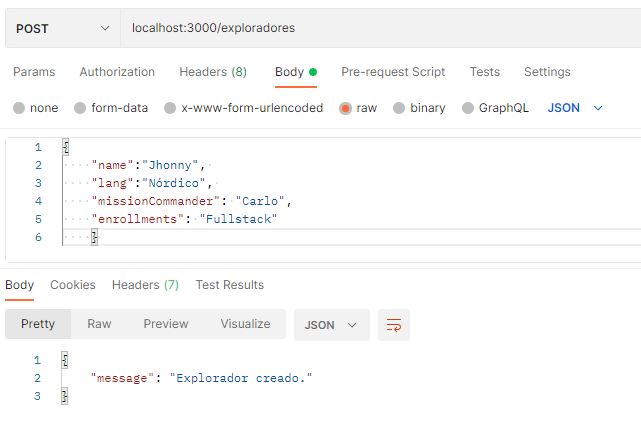 POST localhost:3000/exploradores
Params Authorization Headers (8) Body Pre-request Script Tests Settings
none form-data x-www-form-urlencoded raw binary GraphQL JSON
1 {
2 "name":"Jhonny",
3 "lang":"Nórdico",
4 "missionCommander": "Carlo",
5 "enrollments": "Fullstack"
6 }
Body Cookies Headers (7) Test Results
Pretty Raw Preview Visualize JSON
1 {
2 "message": "Explorador creado."
3 }